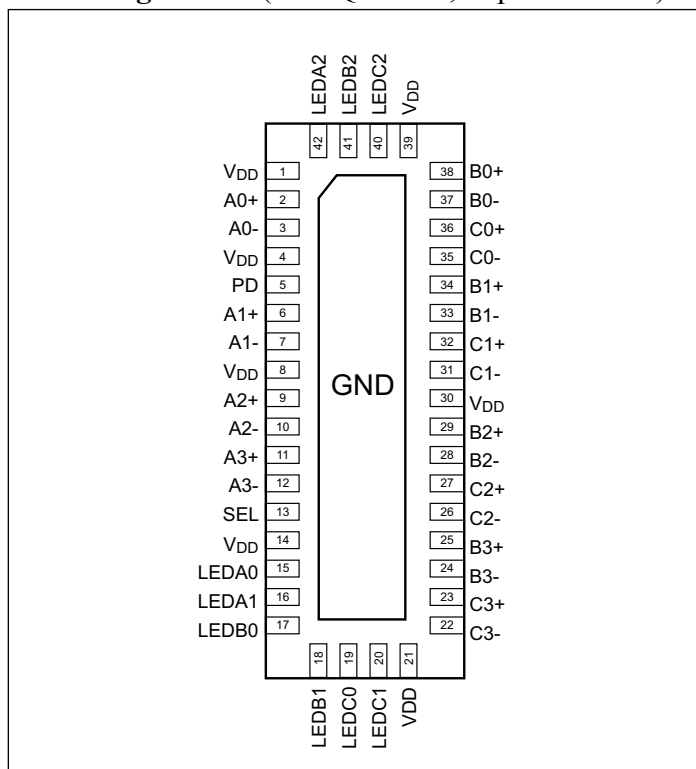 LEDA2 LEDB2 LEDC2 VDD
42 41 40 39
VDD 1 38 B0+
A0+ 2 37 B0-
A0- 3 36 C0+
VDD 4 35 C0-
PD 5 34 B1+
A1+ 6 33 B1-
A1- 7 32 C1+
VDD 8 31 C1-
GND
A2+ 9 30 VDD
A2- 10 29 B2+
A3+ 11 28 B2-
A3- 12 27 C2+
SEL 13 26 C2-
VDD 14 25 B3+
LEDA0 15 24 B3-
LEDA1 16 23 C3+
LEDB0 17 22 C3-
18 19 20 21
LEDB1 LEDC0 LEDC1 VDD